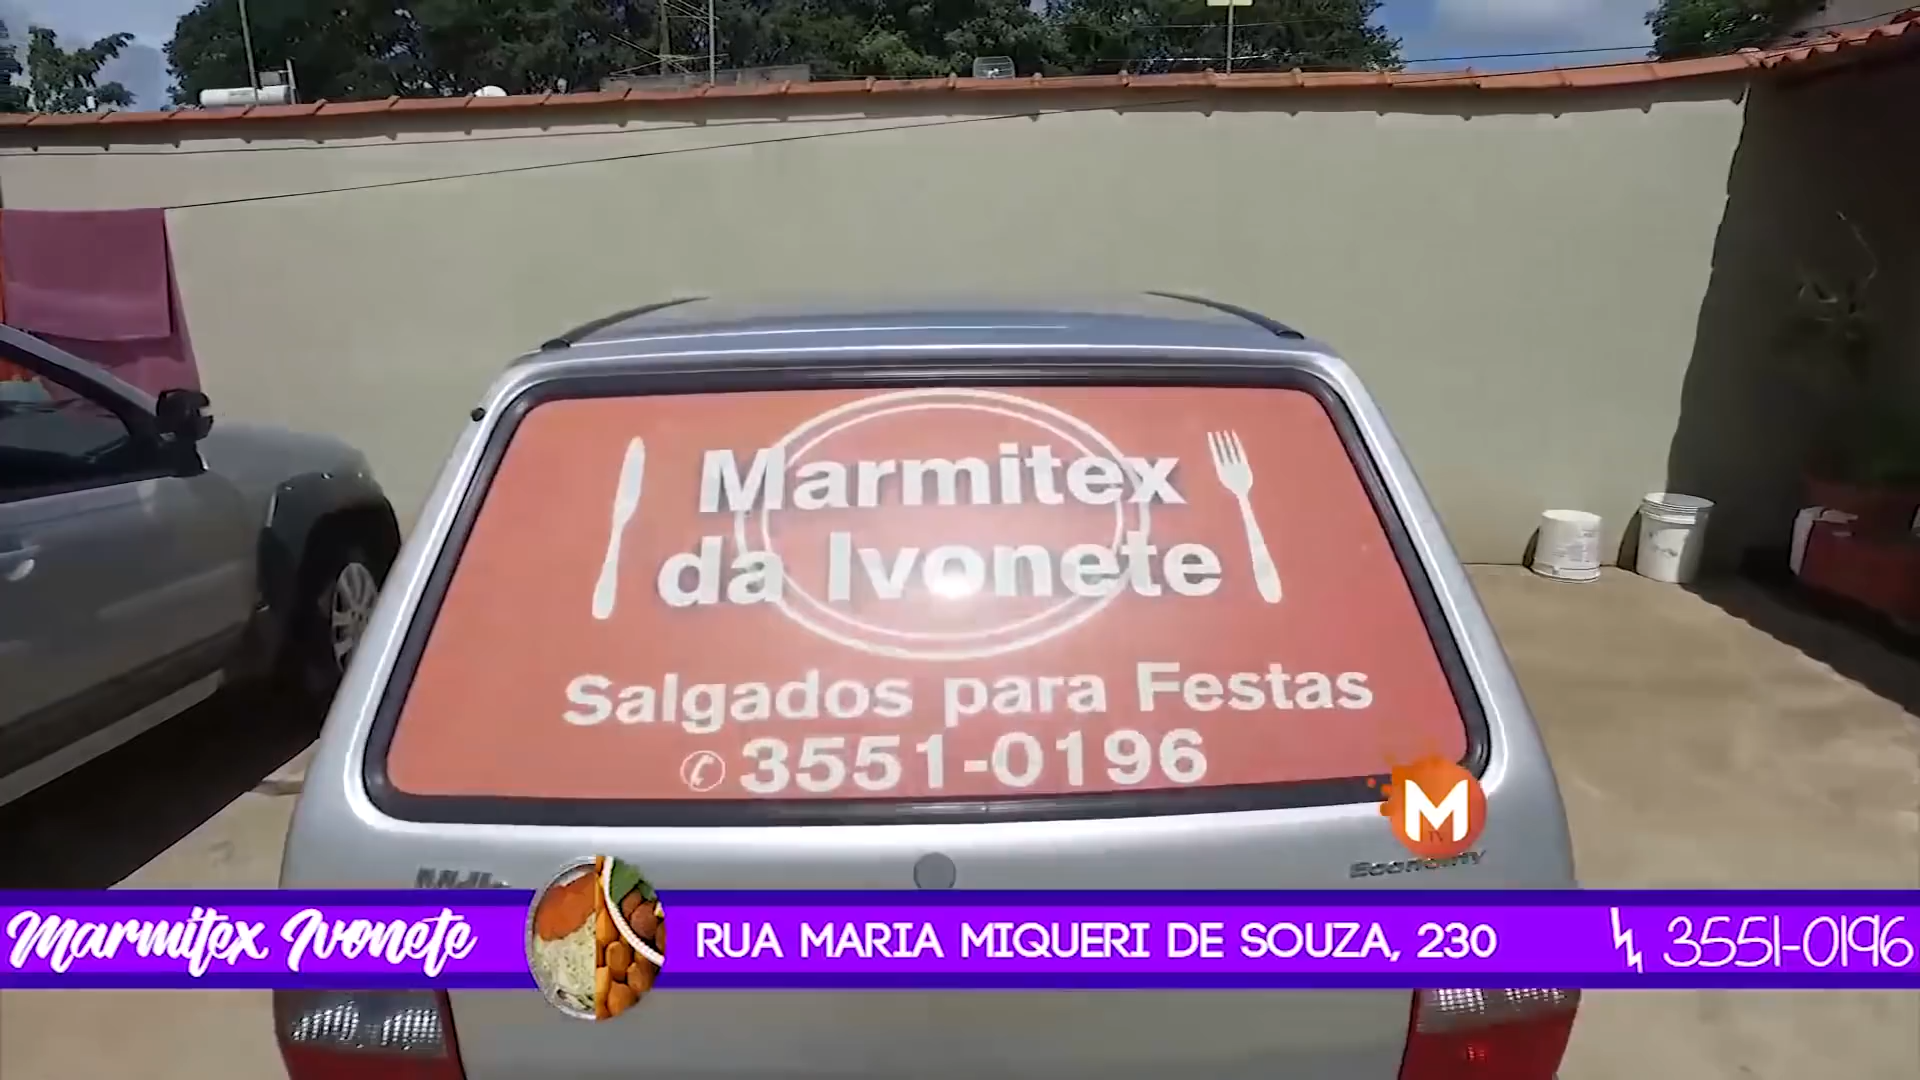 Marmitex
da Ivonete
Salgados para Festas
3551-0196
M
TV
Economy
Marmitex Ivonete
RUA MARIA MIQUERI DE SOUZA, 230
3551-0196